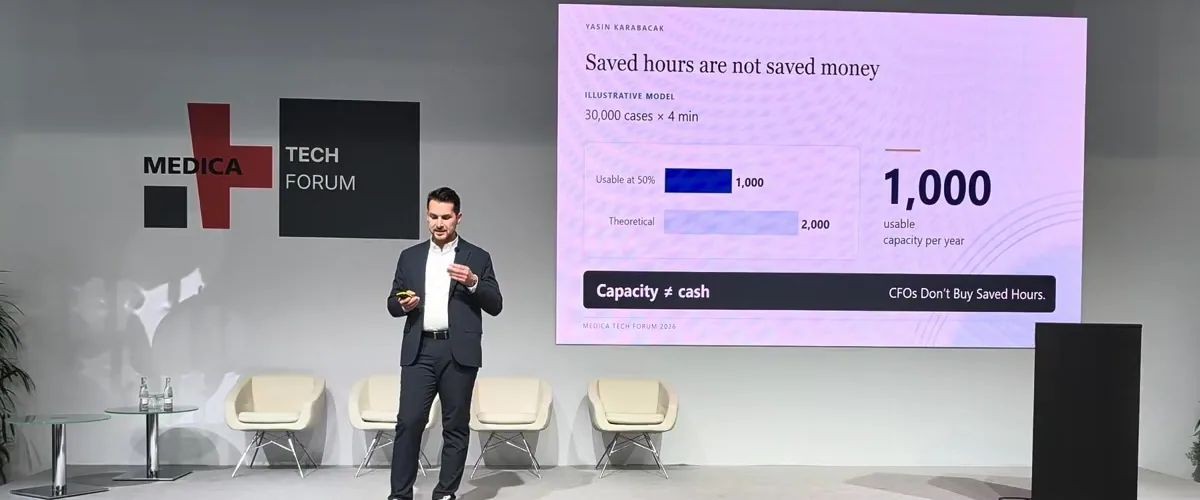 MEDICA
TECH
FORUM
YASIN KARABACAK
Saved hours are not saved money
ILLUSTRATIVE MODEL
30,000 cases × 4 min
Usable at 50%
1,000
Theoretical
2,000
1,000
usable
capacity per year
Capacity ≠ cash
CFOs Don't Buy Saved Hours.
MEDICA TECH FORUM 2026